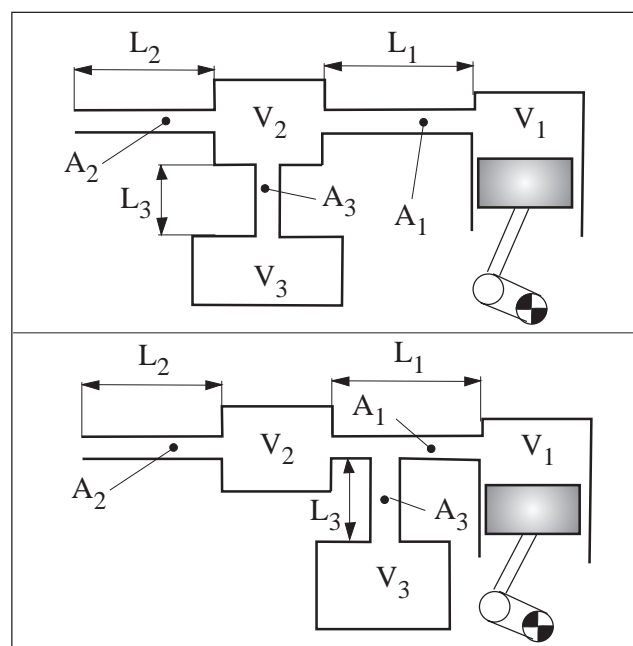 L₂ L₁
V₂ V₁
A₂ A₃ A₁
L₃
V₃
L₂ L₁
A₁
V₂ V₁
A₂ L₃ A₃
V₃